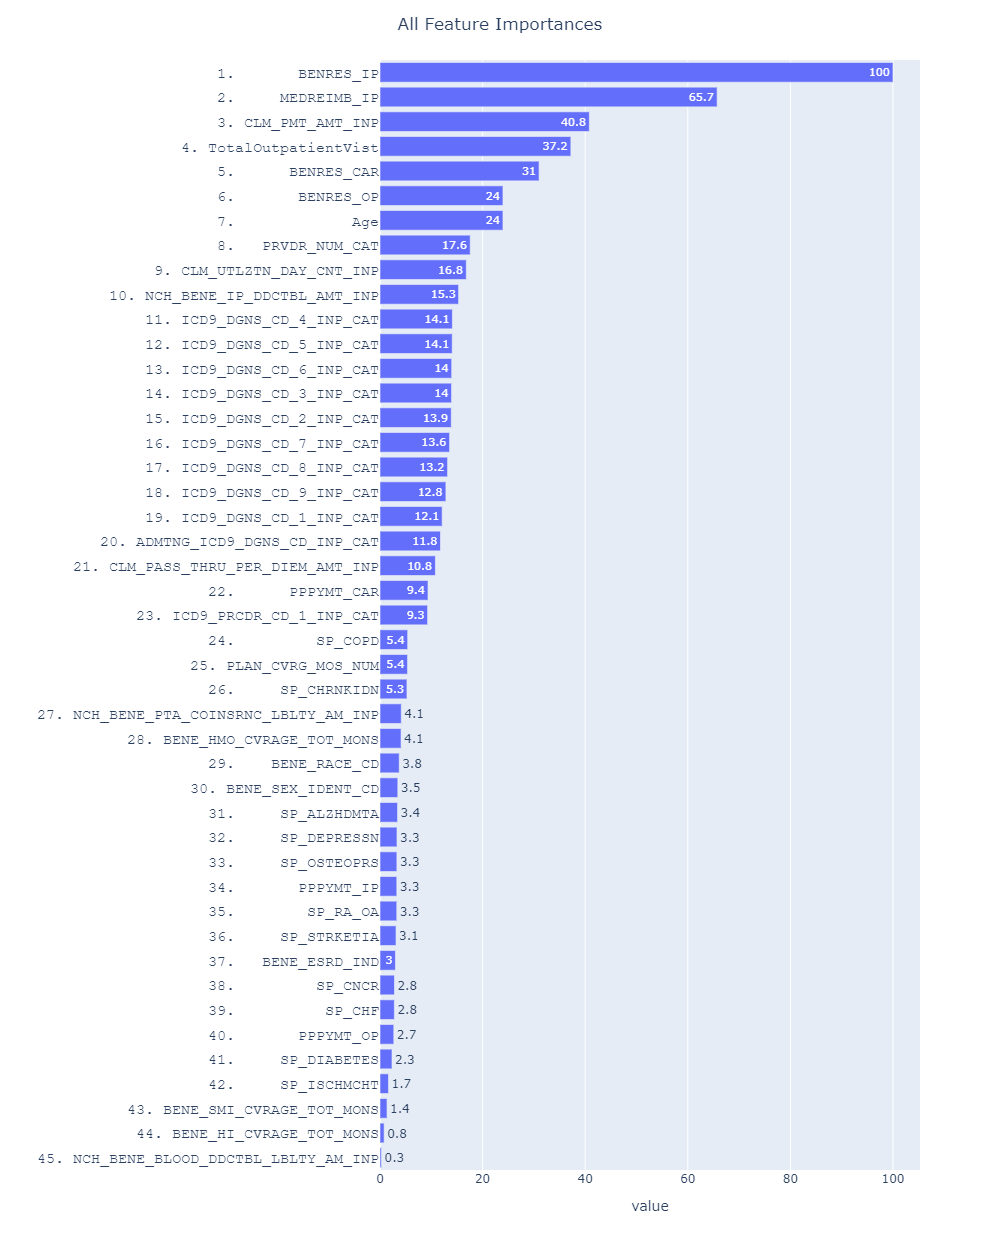 All Feature Importances
1. BENRES_IP 100
2. MEDREIMB_IP 65.7
3. CLM_PMT_AMT_INP 40.8
4. TotalOutpatientVist 37.2
5. BENRES_CAR 31
6. BENRES_OP 24
7. Age 24
8. PRVDR_NUM_CAT 17.6
9. CLM_UTLZTN_DAY_CNT_INP 16.8
10. NCH_BENE_IP_DDCTBL_AMT_INP 15.3
11. ICD9_DGNS_CD_4_INP_CAT 14.1
12. ICD9_DGNS_CD_5_INP_CAT 14.1
13. ICD9_DGNS_CD_6_INP_CAT 14
14. ICD9_DGNS_CD_3_INP_CAT 14
15. ICD9_DGNS_CD_2_INP_CAT 13.9
16. ICD9_DGNS_CD_7_INP_CAT 13.6
17. ICD9_DGNS_CD_8_INP_CAT 13.2
18. ICD9_DGNS_CD_9_INP_CAT 12.8
19. ICD9_DGNS_CD_1_INP_CAT 12.1
20. ADMTNG_ICD9_DGNS_CD_INP_CAT 11.8
21. CLM_PASS_THRU_PER_DIEM_AMT_INP 10.8
22. PPPYMT_CAR 9.4
23. ICD9_PRCDR_CD_1_INP_CAT 9.3
24. SP_COPD 5.4
25. PLAN_CVRG_MOS_NUM 5.4
26. SP_CHRNKIDN 5.3
27. NCH_BENE_PTA_COINSRNC_LBLTY_AM_INP 4.1
28. BENE_HMO_CVRAGE_TOT_MONS 4.1
29. BENE_RACE_CD 3.8
30. BENE_SEX_IDENT_CD 3.5
31. SP_ALZHDMTA 3.4
32. SP_DEPRESSN 3.3
33. SP_OSTEOPRS 3.3
34. PPPYMT_IP 3.3
35. SP_RA_OA 3.3
36. SP_STRKETIA 3.1
37. BENE_ESRD_IND 3
38. SP_CNCR 2.8
39. SP_CHF 2.8
40. PPPYMT_OP 2.7
41. SP_DIABETES 2.3
42. SP_ISCHMCHT 1.7
43. BENE_SMI_CVRAGE_TOT_MONS 1.4
44. BENE_HI_CVRAGE_TOT_MONS 0.8
45. NCH_BENE_BLOOD_DDCTBL_LBLTY_AM_INP 0.3
0 20 40 60 80 100
value